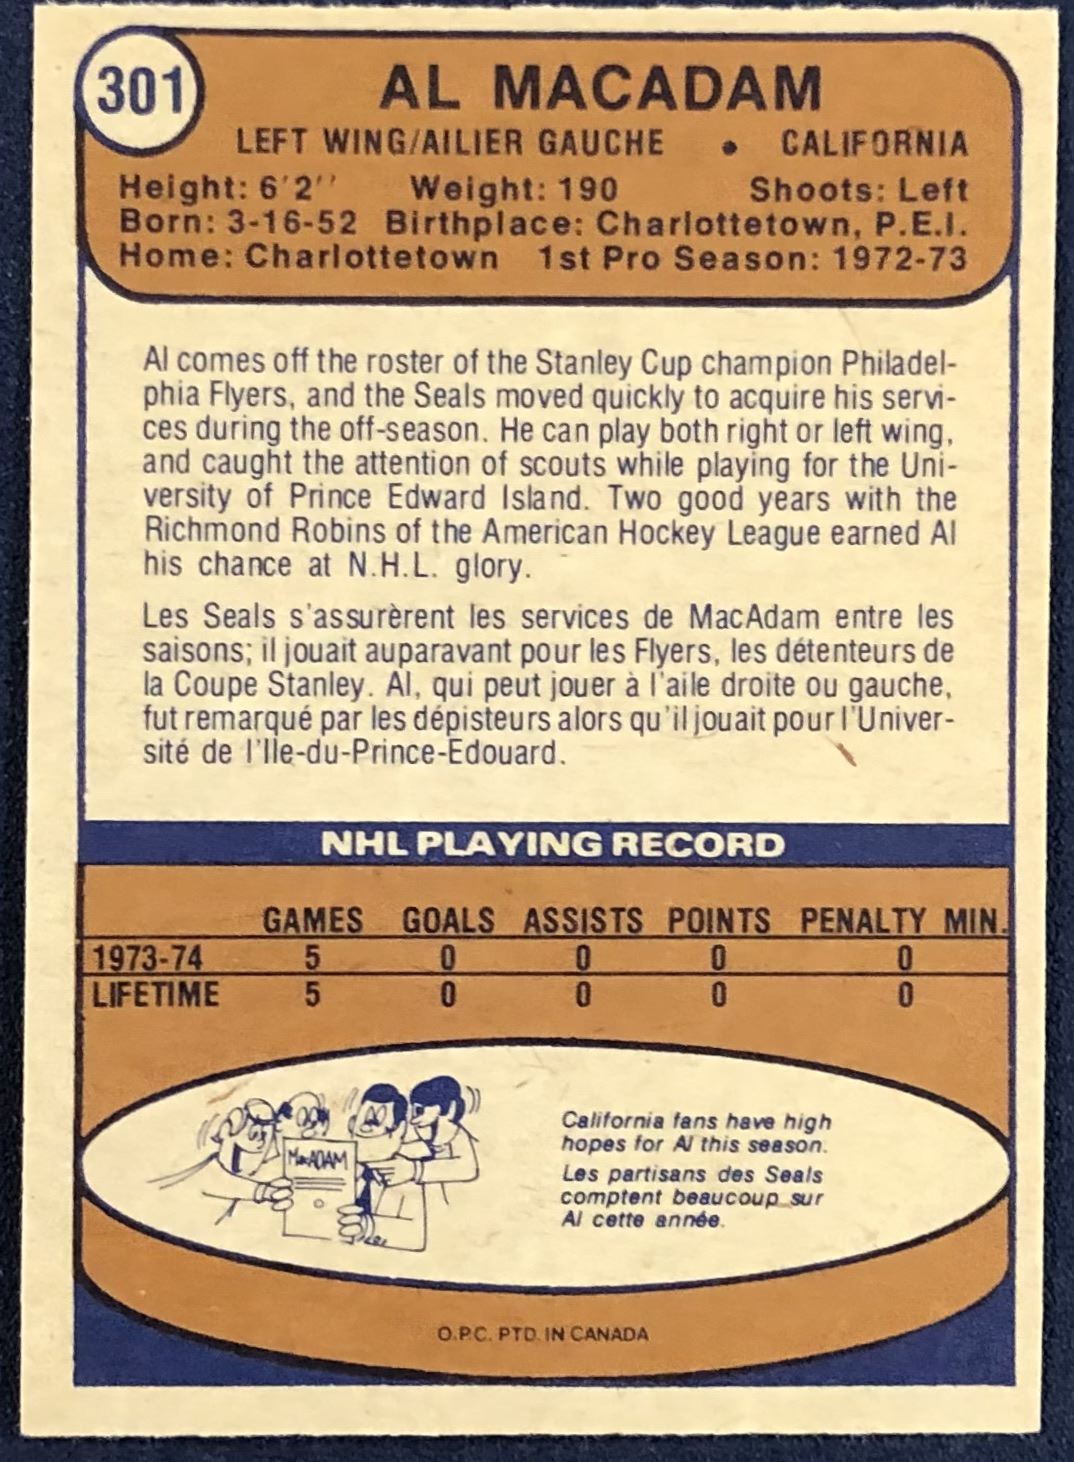 301
AL MACADAM
LEFT WING/AILIER GAUCHE • CALIFORNIA
Height: 6'2'' Weight: 190 Shoots: Left
Born: 3-16-52 Birthplace: Charlottetown, P.E.I.
Home: Charlottetown 1st Pro Season: 1972-73
Al comes off the roster of the Stanley Cup champion Philadel-
phia Flyers, and the Seals moved quickly to acquire his servi-
ces during the off-season. He can play both right or left wing,
and caught the attention of scouts while playing for the Uni-
versity of Prince Edward Island. Two good years with the
Richmond Robins of the American Hockey League earned Al
his chance at N.H.L. glory.
Les Seals s'assurèrent les services de MacAdam entre les
saisons; il jouait auparavant pour les Flyers, les détenteurs de
la Coupe Stanley. Al, qui peut jouer à l'aile droite ou gauche,
fut remarqué par les dépisteurs alors qu'il jouait pour l'Univer-
sité de l'Ile-du-Prince-Edouard.
NHL PLAYING RECORD
GAMES GOALS ASSISTS POINTS PENALTY MIN.
1973-74 5 0 0 0 0
LIFETIME 5 0 0 0 0
MacADAM
California fans have high
hopes for Al this season.
Les partisans des Seals
comptent beaucoup sur
Al cette année.
O.P.C. PTD. IN CANADA